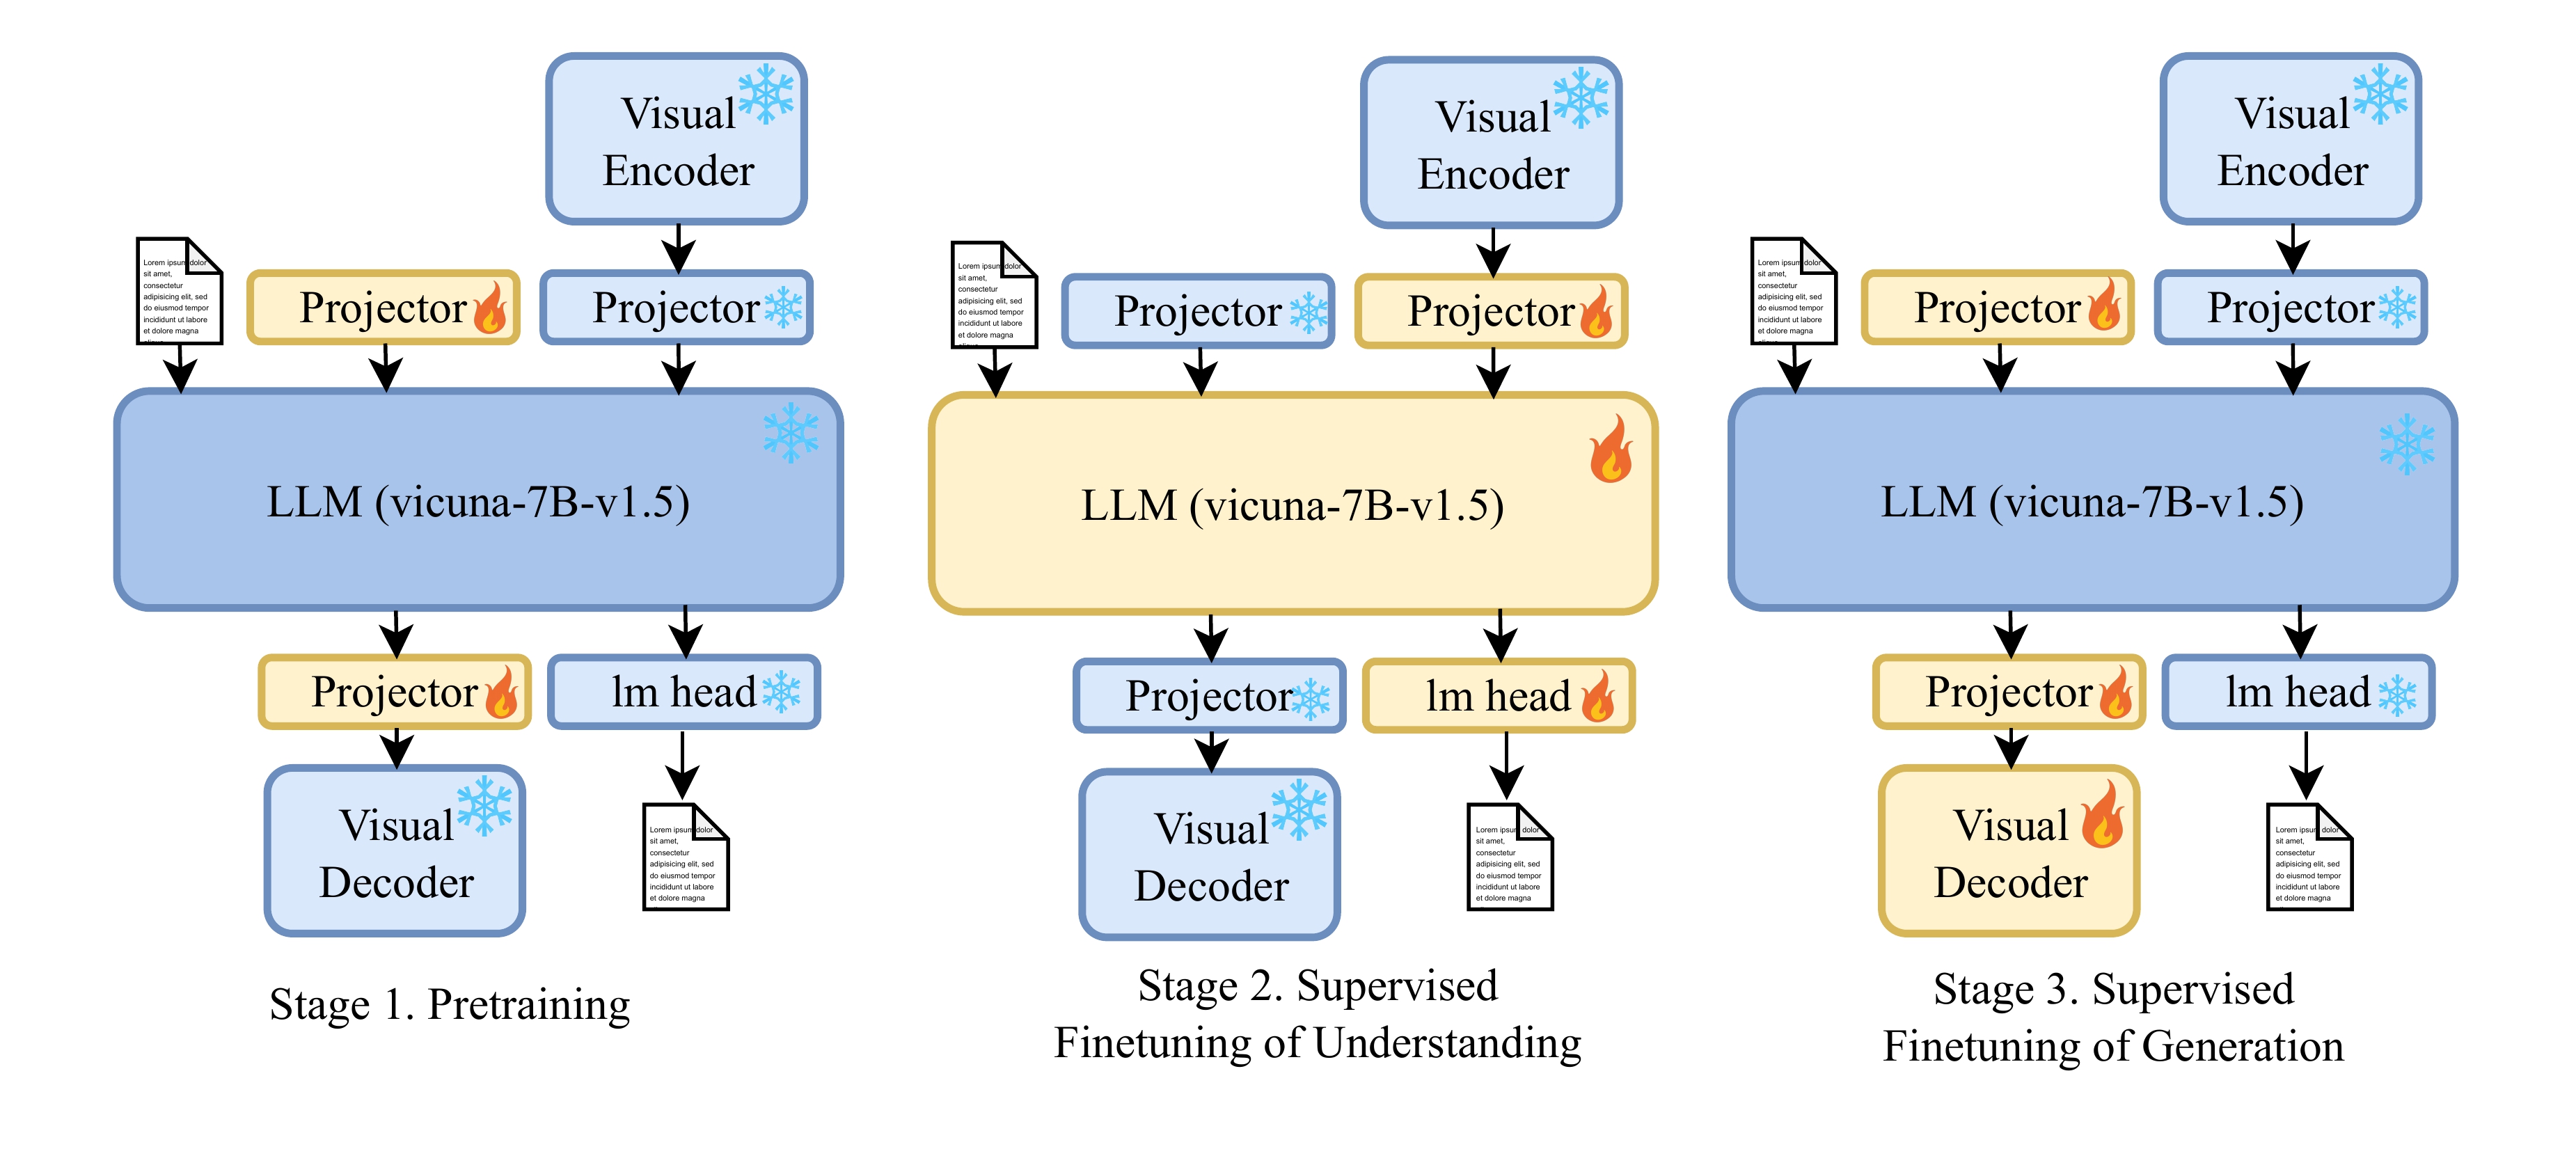 Visual
Encoder
Lorem ipsum dolor
sit amet,
consectetur
adipisicing elit, sed
do eiusmod tempor
incididunt ut labore
et dolore magna
Projector
Projector
LLM (vicuna-7B-v1.5)
Projector
lm head
Visual
Decoder
Lorem ipsum dolor
sit amet,
consectetur
adipisicing elit, sed
do eiusmod tempor
incididunt ut labore
et dolore magna
Stage 1. Pretraining
Visual
Encoder
Lorem ipsum dolor
sit amet,
consectetur
adipisicing elit, sed
do eiusmod tempor
incididunt ut labore
et dolore magna
Projector
Projector
LLM (vicuna-7B-v1.5)
Projector
lm head
Visual
Decoder
Lorem ipsum dolor
sit amet,
consectetur
adipisicing elit, sed
do eiusmod tempor
incididunt ut labore
et dolore magna
Stage 2. Supervised
Finetuning of Understanding
Visual
Encoder
Lorem ipsum dolor
sit amet,
consectetur
adipisicing elit, sed
do eiusmod tempor
incididunt ut labore
et dolore magna
Projector
Projector
LLM (vicuna-7B-v1.5)
Projector
lm head
Visual
Decoder
Lorem ipsum dolor
sit amet,
consectetur
adipisicing elit, sed
do eiusmod tempor
incididunt ut labore
et dolore magna
Stage 3. Supervised
Finetuning of Generation